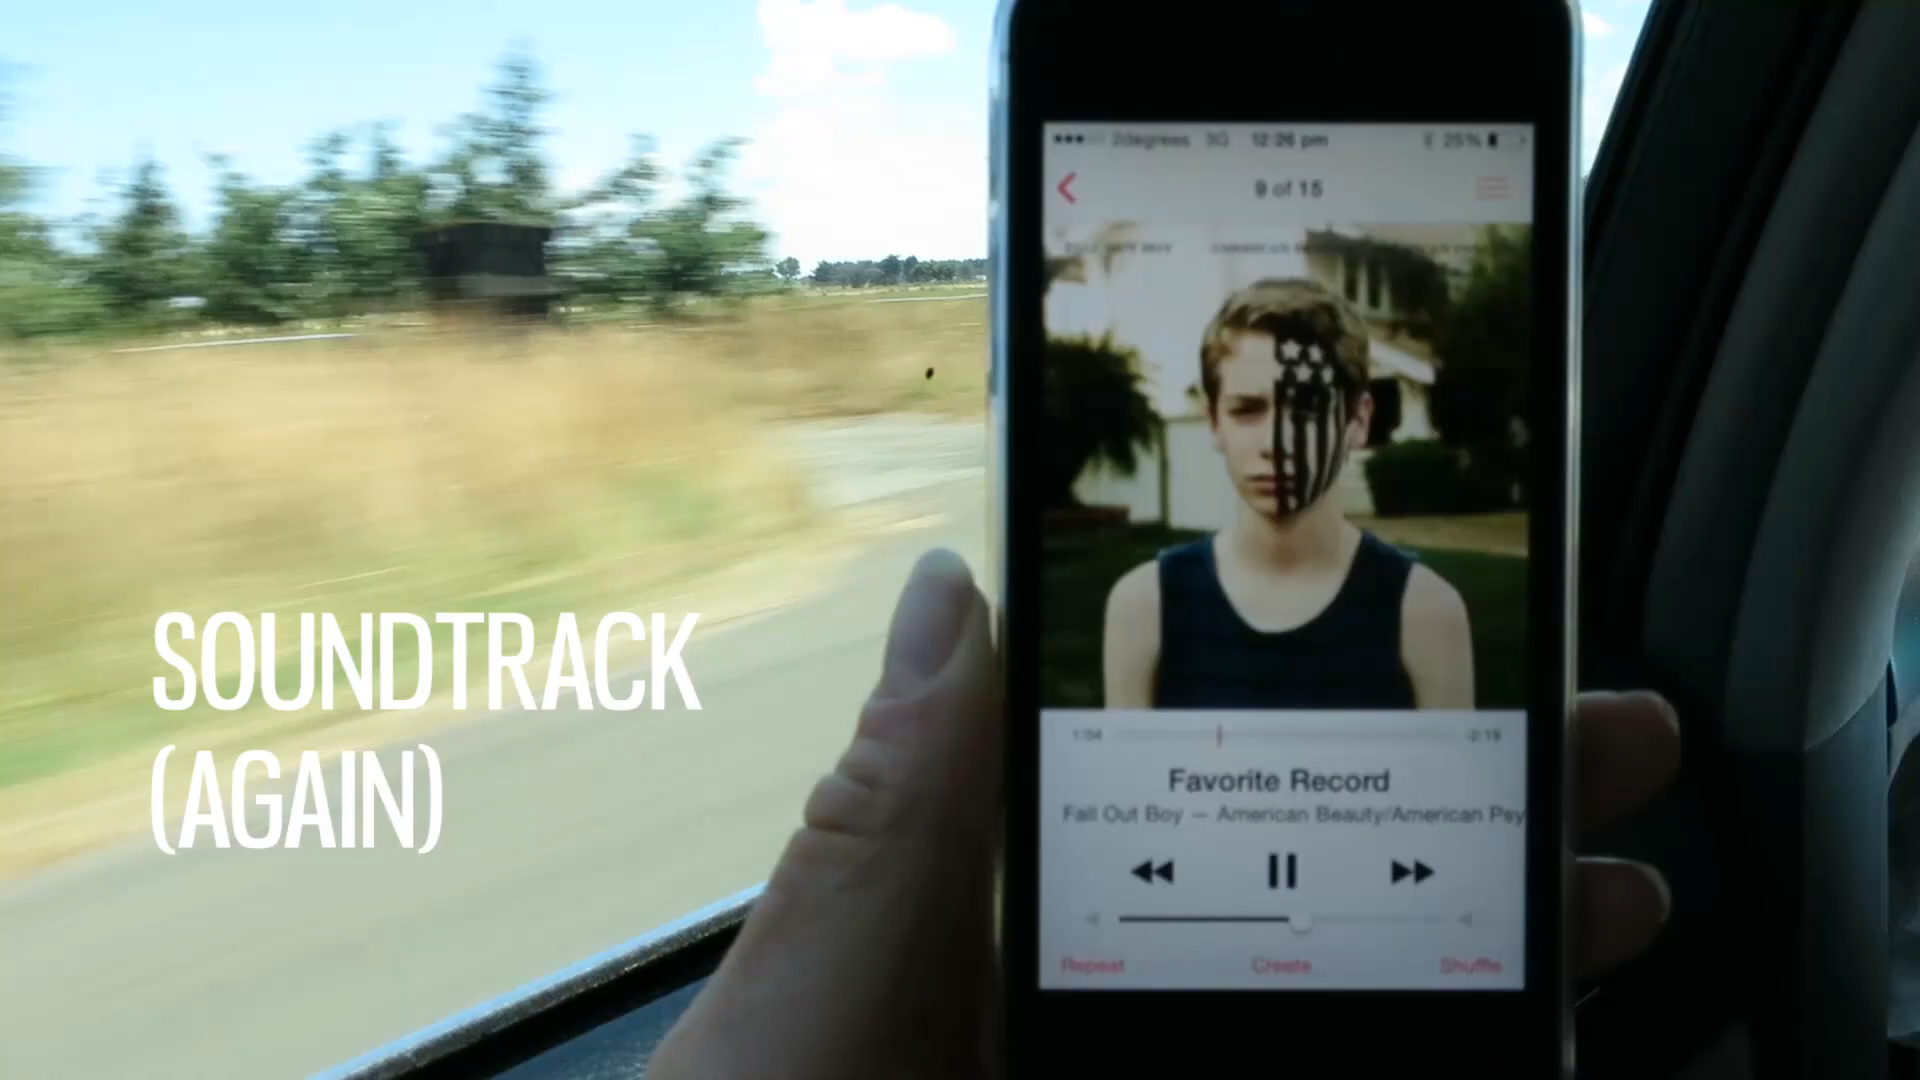 2degrees 3G 12:26 pm 25%
9 of 15
SOUNDTRACK
(AGAIN)
1:04 -2:19
Favorite Record
Fall Out Boy — American Beauty/American Psy
Repeat Create Shuffle